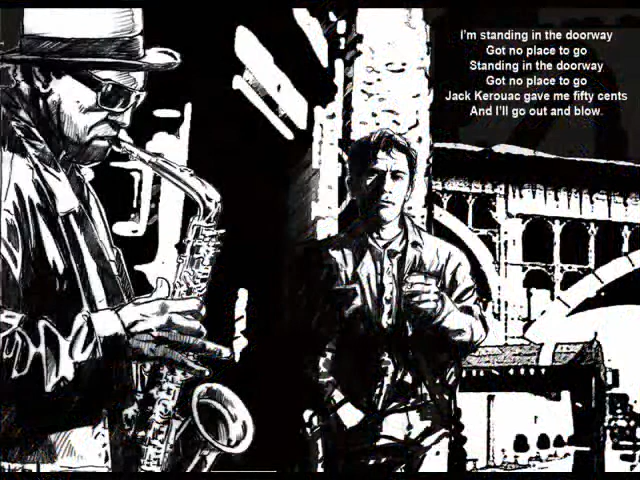 I'm standing in the doorway
Got no place to go
Standing in the doorway
Got no place to go
Jack Kerouac gave me fifty cents
And I'll go out and blow.